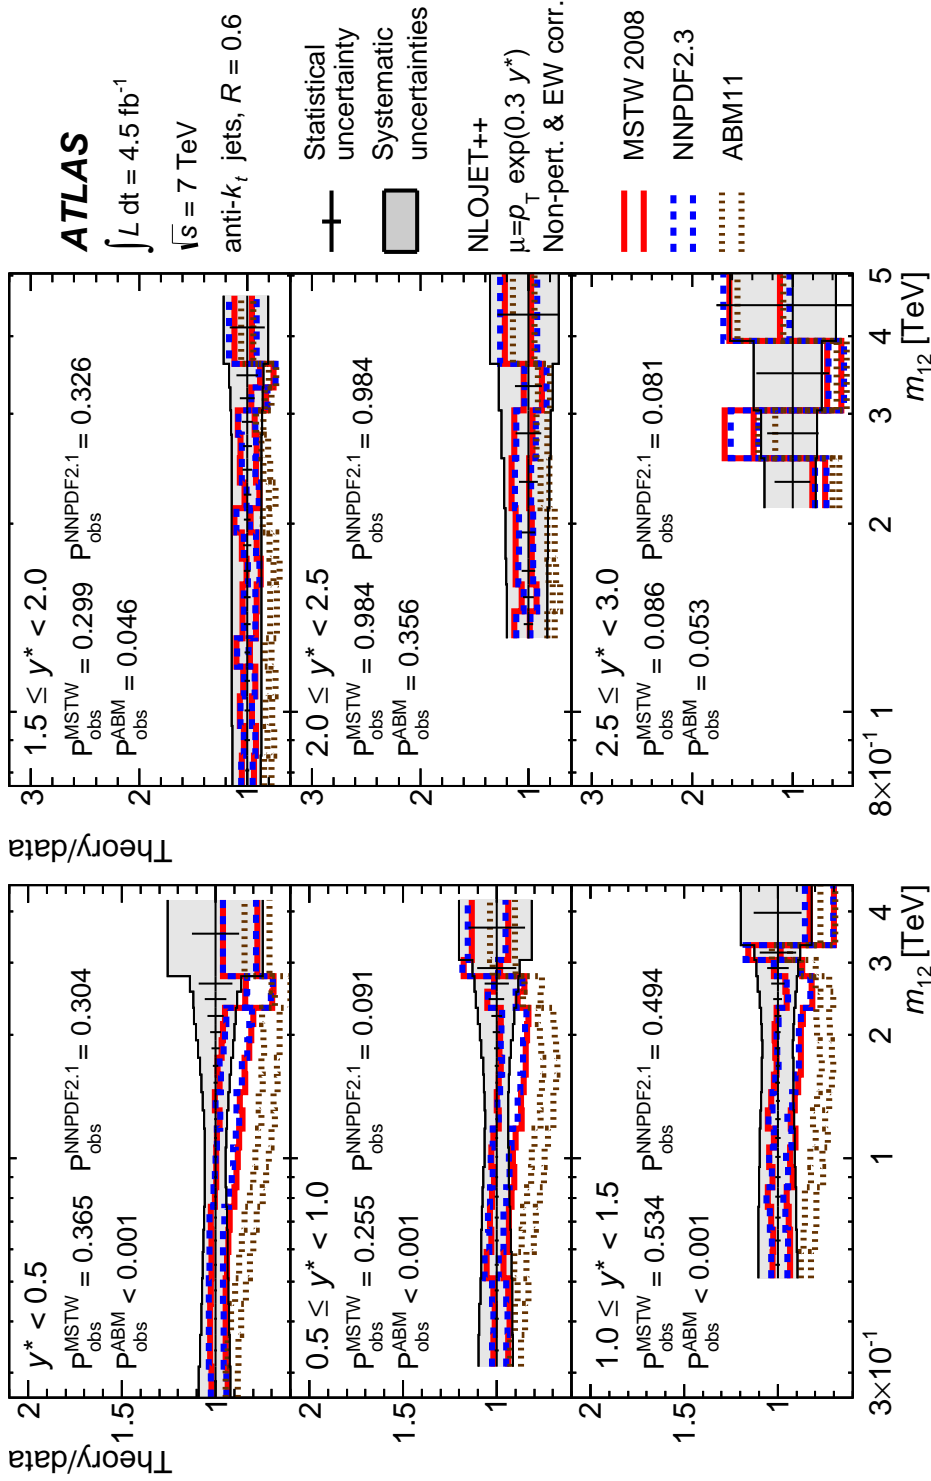 Theory/data
2
1.5
1
y* < 0.5
P_obs^MSTW = 0.365 P_obs^NNPDF2.1 = 0.304
P_obs^ABM < 0.001
0.5 ≤ y* < 1.0
P_obs^MSTW = 0.255 P_obs^NNPDF2.1 = 0.091
P_obs^ABM < 0.001
2
1.5
1
1.0 ≤ y* < 1.5
P_obs^MSTW = 0.534 P_obs^NNPDF2.1 = 0.494
P_obs^ABM < 0.001
2
1.5
1
3×10⁻¹ 1 2 3 4
m₁₂ [TeV]
Theory/data
3
2
1
1.5 ≤ y* < 2.0
P_obs^MSTW = 0.299 P_obs^NNPDF2.1 = 0.326
P_obs^ABM = 0.046
3
2
1
2.0 ≤ y* < 2.5
P_obs^MSTW = 0.984 P_obs^NNPDF2.1 = 0.984
P_obs^ABM = 0.356
3
2
1
2.5 ≤ y* < 3.0
P_obs^MSTW = 0.086 P_obs^NNPDF2.1 = 0.081
P_obs^ABM = 0.053
8×10⁻¹ 1 2 3 4 5
m₁₂ [TeV]
ATLAS
∫ L dt = 4.5 fb⁻¹
√s = 7 TeV
anti-k_t jets, R = 0.6
Statistical
uncertainty
Systematic
uncertainties
NLOJET++
μ=p_T exp(0.3 y*)
Non-pert. & EW corr.
MSTW 2008
NNPDF2.3
ABM11